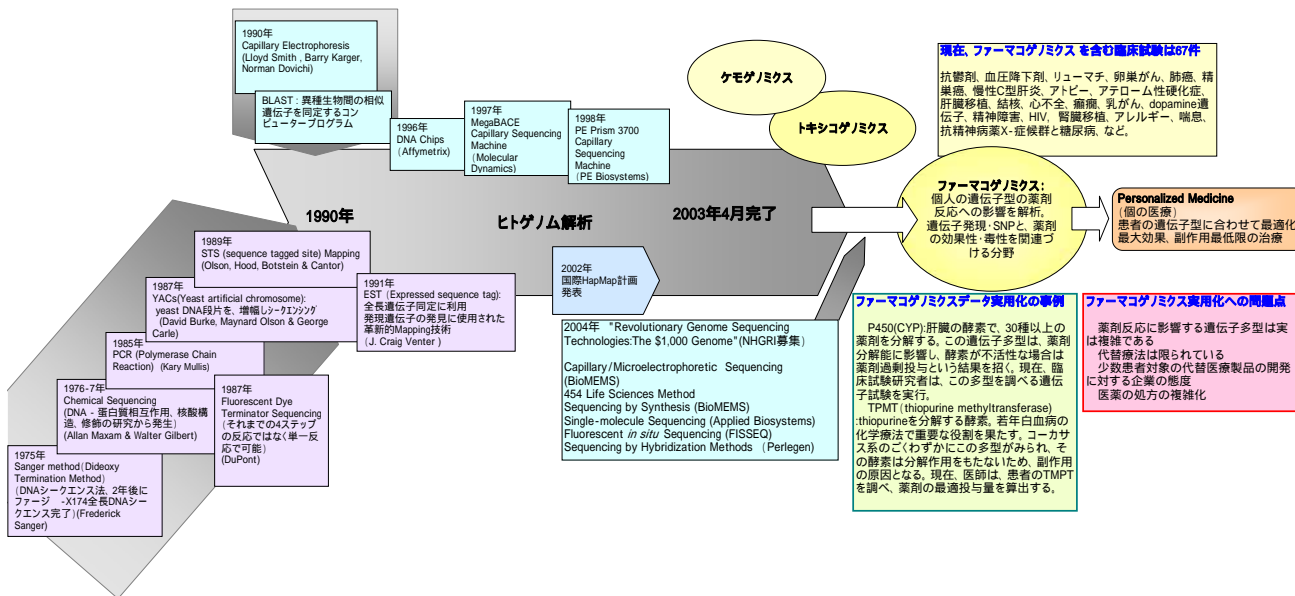 1990年
Capillary Electrophoresis
(Lloyd Smith , Barry Karger,
Norman Dovichi)
BLAST : 異種生物間の相似
遺伝子を同定するコン
ピュータープログラム
1996年
DNA Chips
(Affymetrix)
1997年
MegaBACE
Capillary Sequencing
Machine
(Molecular
Dynamics)
1998年
PE Prism 3700
Capillary
Sequencing
Machine
(PE Biosystems)
ケモゲノミクス
トキシコゲノミクス
現在、ファーマコゲノミクス を含む臨床試験は67件
抗鬱剤、血圧降下剤、リューマチ、卵巣がん、肺癌、精
巣癌、慢性C型肝炎、アトピー、アテローム性硬化症、
肝臓移植、結核、心不全、癲癇、乳がん、dopamine遺
伝子、精神障害、HIV、腎臓移植、アレルギー、喘息、
抗精神病薬X-症候群と糖尿病、など。
1990年
ヒトゲノム解析
2003年4月完了
ファーマコゲノミクス:
個人の遺伝子型の薬剤
反応への影響を解析。
遺伝子発現・SNPと、薬剤
の効果性・毒性を関連づ
ける分野
Personalized Medicine
(個の医療)
患者の遺伝子型に合わせて最適化
最大効果、副作用最低限の治療
1989年
STS (sequence tagged site) Mapping
(Olson, Hood, Botstein & Cantor)
1987年
YACs(Yeast artificial chromosome):
yeast DNA段片を、増幅しシークエンシング
(David Burke, Maynard Olson & George
Carle)
1991年
EST (Expressed sequence tag):
全長遺伝子同定に利用
発現遺伝子の発見に使用された
革新的Mapping技術
(J. Craig Venter )
1985年
PCR (Polymerase Chain
Reaction) (Kary Mullis)
1976-7年
Chemical Sequencing
(DNA - 蛋白質相互作用、核酸構
造、修飾の研究から発生)
(Allan Maxam & Walter Gilbert)
1987年
Fluorescent Dye
Terminator Sequencing
(それまでの4ステップ
の反応ではなく単一反
応で可能)
(DuPont)
1975年
Sanger method(Dideoxy
Termination Method)
(DNAシークエンス法、2年後に
ファージ -X174全長DNAシー
クエンス完了)(Frederick
Sanger)
2002年
国際HapMap計画
発表
2004年 "Revolutionary Genome Sequencing
Technologies:The $1,000 Genome"(NHGRI募集)
Capillary/Microelectrophoretic Sequencing
(BioMEMS)
454 Life Sciences Method
Sequencing by Synthesis (BioMEMS)
Single-molecule Sequencing (Applied Biosystems)
Fluorescent in situ Sequencing (FISSEQ)
Sequencing by Hybridization Methods (Perlegen)
ファーマコゲノミクスデータ実用化の事例
P450(CYP):肝臓の酵素で、30種以上の
薬剤を分解する。この遺伝子多型は、薬剤
分解能に影響し、酵素が不活性な場合は
薬剤過剰投与という結果を招く。現在、臨
床試験研究者は、この多型を調べる遺伝
子試験を実行。
TPMT(thiopurine methyltransferase)
:thiopurineを分解する酵素。若年白血病の
化学療法で重要な役割を果たす。コーカサ
ス系のごくわずかにこの多型がみられ、そ
の酵素は分解作用をもたないため、副作用
の原因となる。現在、医師は、患者のTMPT
を調べ、薬剤の最適投与量を算出する。
ファーマコゲノミクス実用化への問題点
薬剤反応に影響する遺伝子多型は実
は複雑である
代替療法は限られている
少数患者対象の代替医療製品の開発
に対する企業の態度
医薬の処方の複雑化